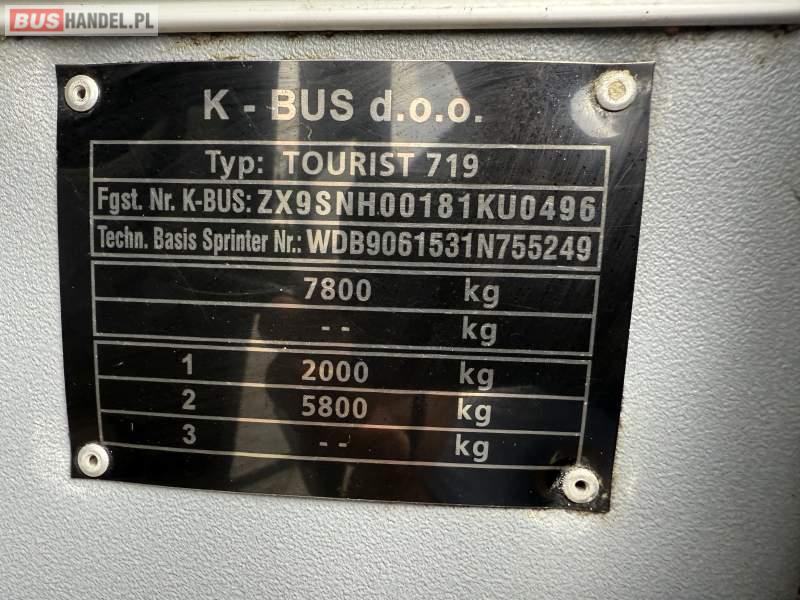 BUSHANDEL.PL
K - BUS d.o.o.
Typ: TOURIST 719
Fgst. Nr. K-BUS: ZX9SNH00181KU0496
Techn. Basis Sprinter Nr.: WDB9061531N755249
7800 kg
-- kg
1 2000 kg
2 5800 kg
3 -- kg